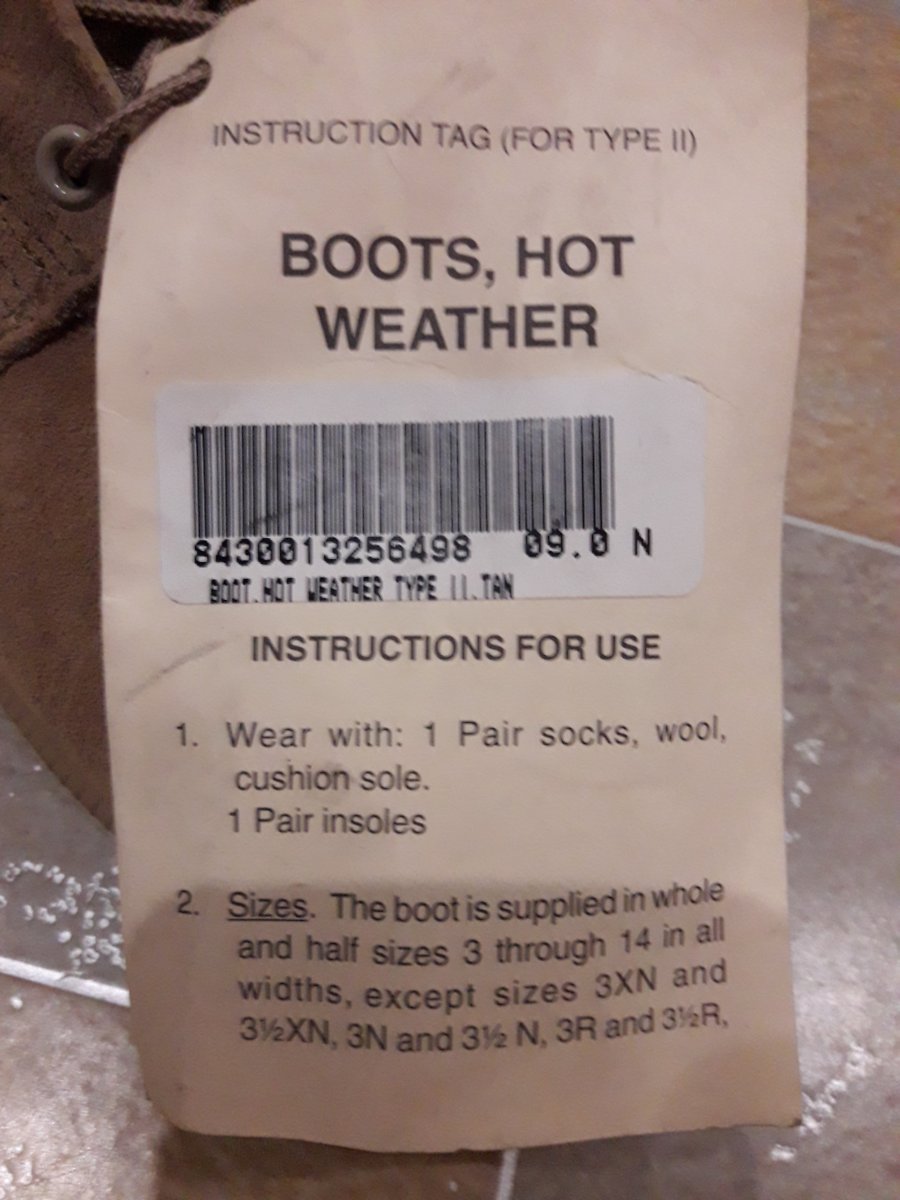 INSTRUCTION TAG (FOR TYPE II)
BOOTS, HOT
WEATHER
8430013256498 09.0 N
BOOT.HOT WEATHER TYPE II.TAN
INSTRUCTIONS FOR USE
1. Wear with: 1 Pair socks, wool,
cushion sole.
1 Pair insoles
2. Sizes. The boot is supplied in whole
and half sizes 3 through 14 in all
widths, except sizes 3XN and
3½XN, 3N and 3½ N, 3R and 3½R,